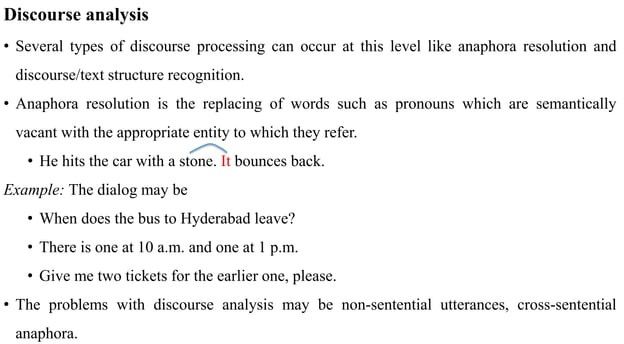 Discourse analysis
• Several types of discourse processing can occur at this level like anaphora resolution and
discourse/text structure recognition.
• Anaphora resolution is the replacing of words such as pronouns which are semantically
vacant with the appropriate entity to which they refer.
• He hits the car with a stone. It bounces back.
Example: The dialog may be
• When does the bus to Hyderabad leave?
• There is one at 10 a.m. and one at 1 p.m.
• Give me two tickets for the earlier one, please.
• The problems with discourse analysis may be non-sentential utterances, cross-sentential
anaphora.